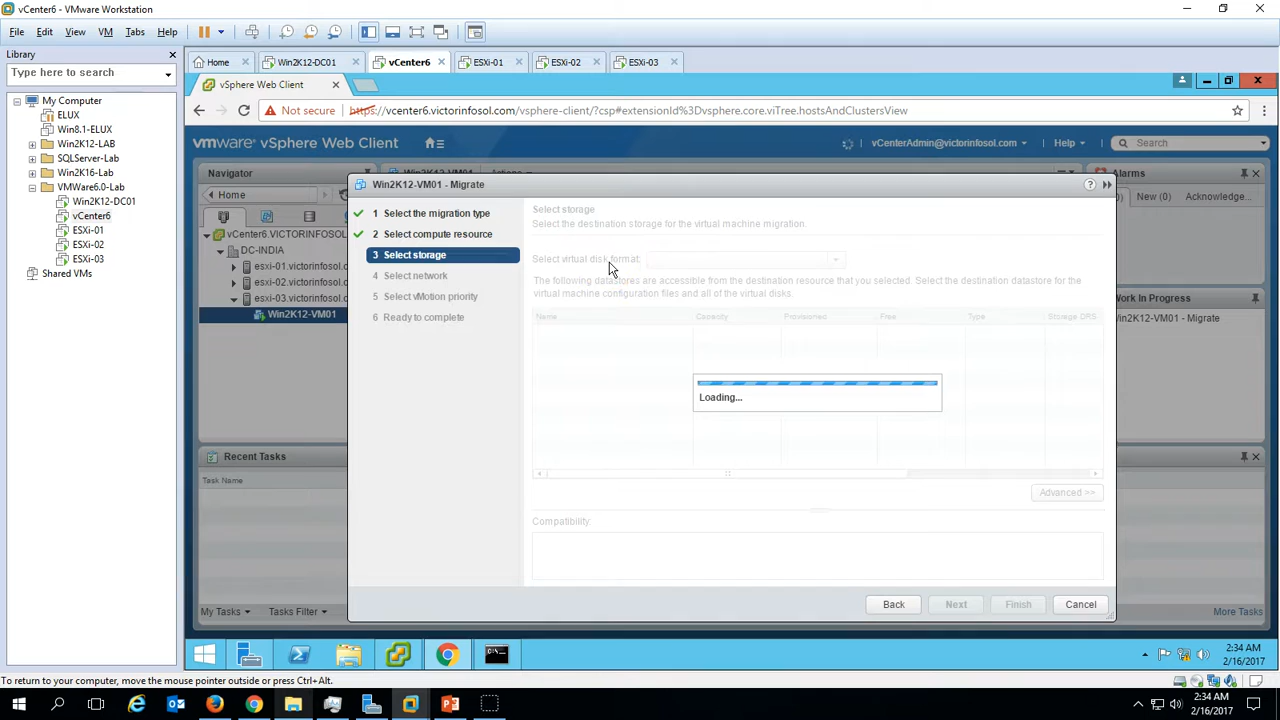 vCenter6 - VMware Workstation
File Edit View VM Tabs Help
Library
Type here to search
My Computer
ELUX
Win8.1-ELUX
Win2K12-LAB
SQLServer-Lab
Win2K16-Lab
VMWare6.0-Lab
Win2K12-DC01
vCenter6
ESXi-01
ESXi-02
ESXi-03
Shared VMs
Home Win2K12-DC01 vCenter6 ESXi-01 ESXi-02 ESXi-03
vSphere Web Client
Not secure https://vcenter6.victorinfosol.com/vsphere-client/?csp#extensionId%3Dvsphere.core.viTree.hostsAndClustersView
vmware vSphere Web Client vCenterAdmin@victorinfosol.com Help Search
Navigator
Home
vCenter6.VICTORINFOSOL
DC-INDIA
esxi-01.victorinfosol.com
esxi-02.victorinfosol.com
esxi-03.victorinfosol.com
Win2K12-VM01
Win2K12-VM01 Actions
Win2K12-VM01 - Migrate
1 Select the migration type
2 Select compute resource
3 Select storage
4 Select network
5 Select vMotion priority
6 Ready to complete
Select storage
Select the destination storage for the virtual machine migration.
Select virtual disk format:
The following datastores are accessible from the destination resource that you selected. Select the destination datastore for the
virtual machine configuration files and all of the virtual disks.
Name Capacity Provisioned Free Type Storage DRS
Loading...
Advanced >>
Compatibility:
Back Next Finish Cancel
Alarms
New (0) Acknowledge...
Work In Progress
Win2K12-VM01 - Migrate
Recent Tasks
Task Name
My Tasks Tasks Filter More Tasks
2:34 AM
2/16/2017
To return to your computer, move the mouse pointer outside or press Ctrl+Alt.
2:34 AM
2/16/2017